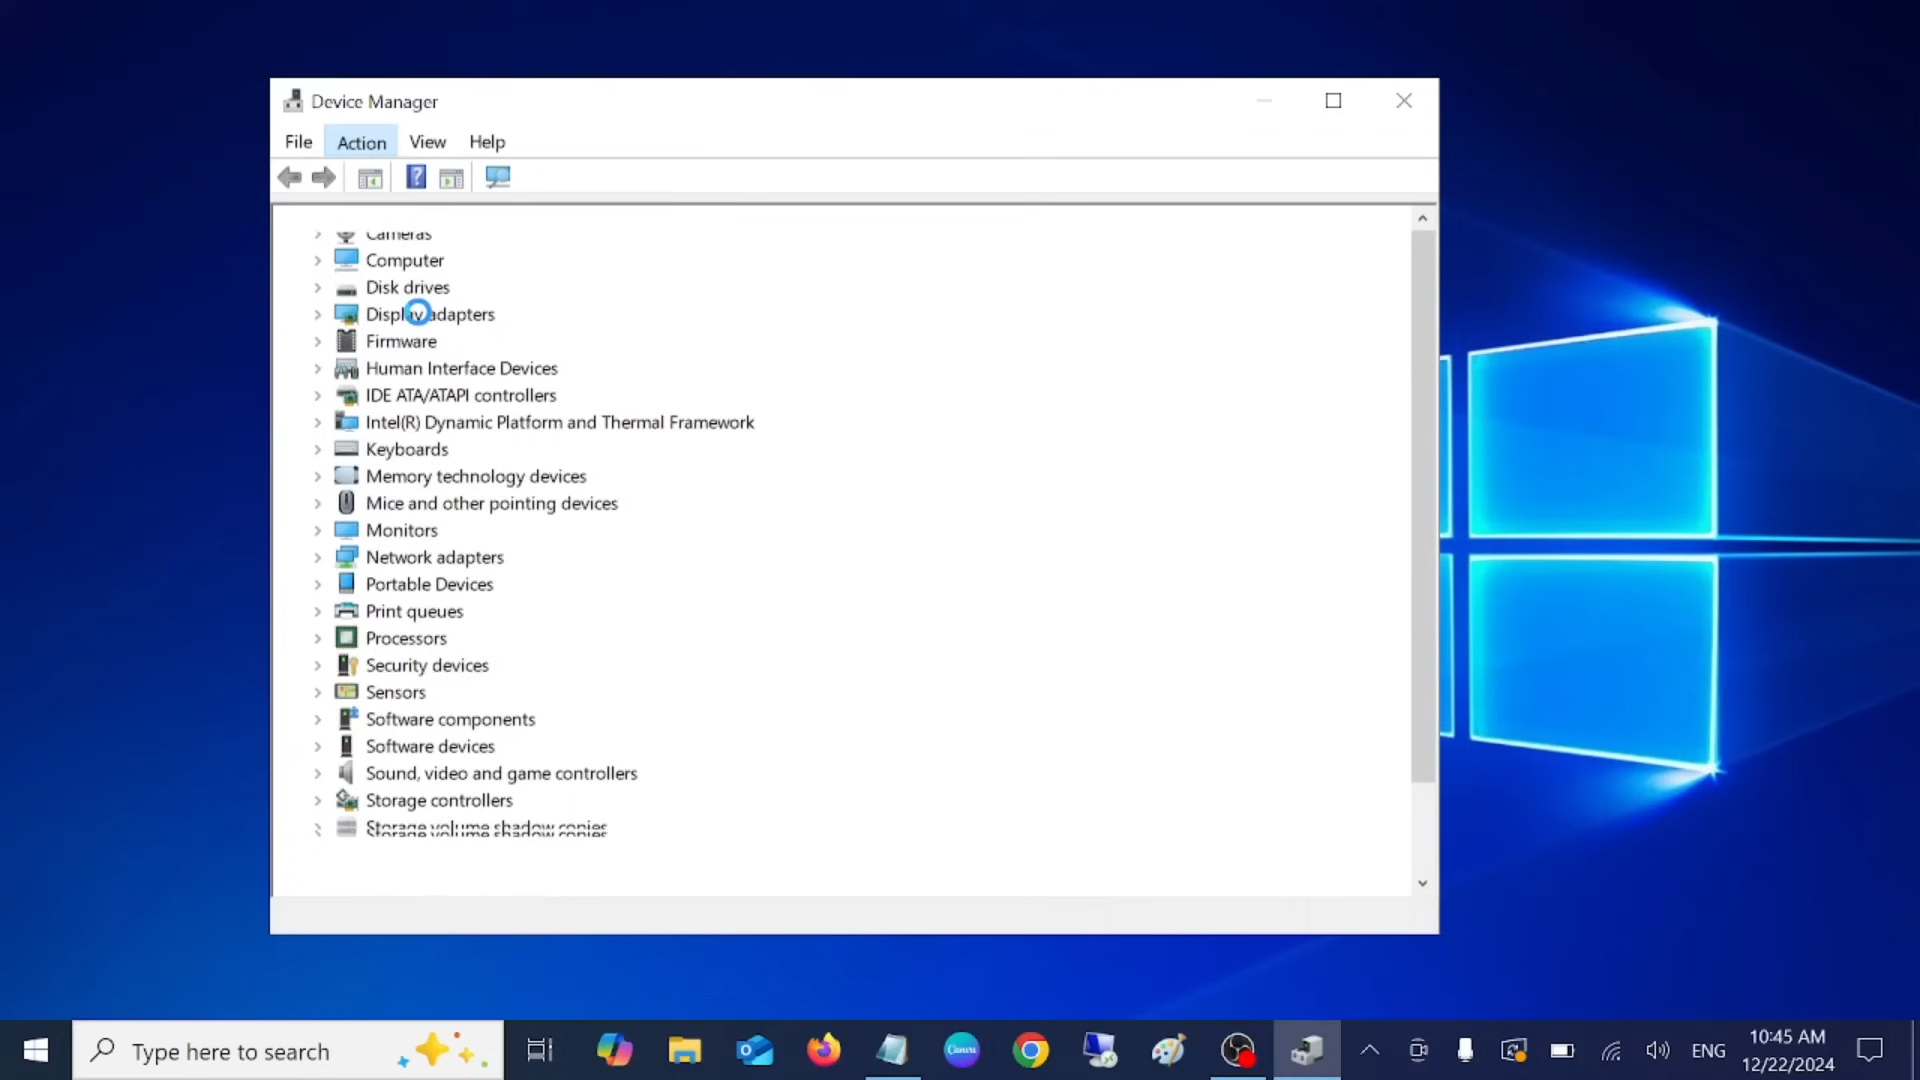 Device Manager
File Action View Help
Cameras
Computer
Disk drives
Display adapters
Firmware
Human Interface Devices
IDE ATA/ATAPI controllers
Intel(R) Dynamic Platform and Thermal Framework
Keyboards
Memory technology devices
Mice and other pointing devices
Monitors
Network adapters
Portable Devices
Print queues
Processors
Security devices
Sensors
Software components
Software devices
Sound, video and game controllers
Storage controllers
Storage volume shadow copies
Type here to search
Canva
ENG
10:45 AM
12/22/2024